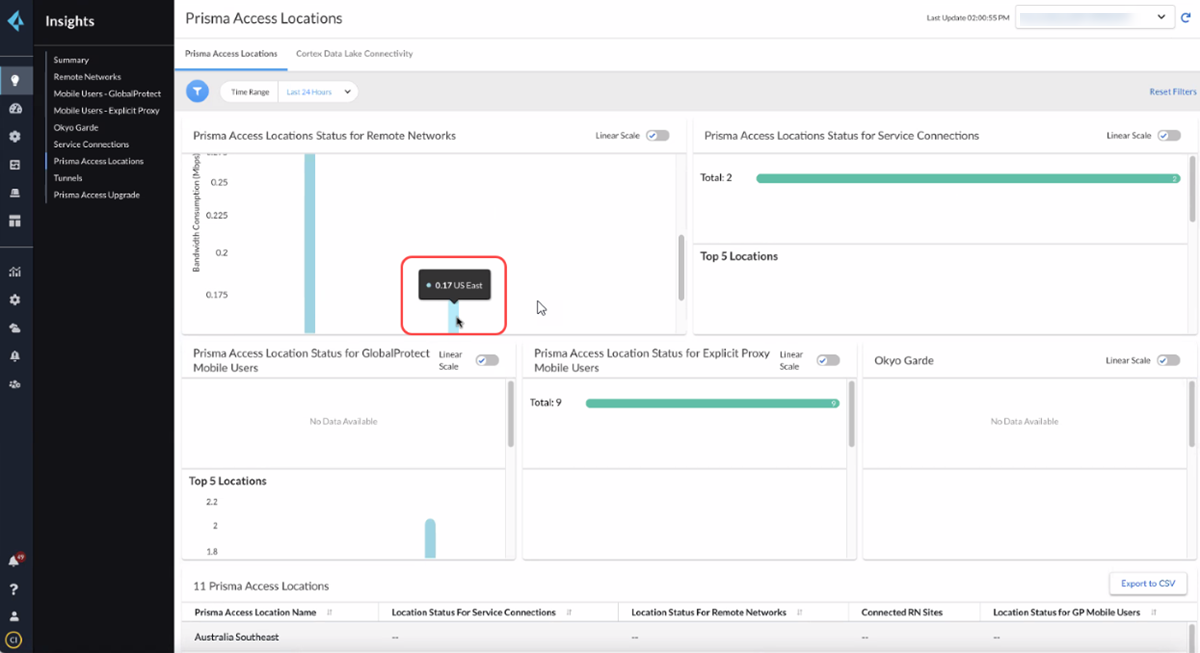 Insights
Summary
Remote Networks
Mobile Users - GlobalProtect
Mobile Users - Explicit Proxy
Okyo Garde
Service Connections
Prisma Access Locations
Tunnels
Prisma Access Upgrade
49
?
CI
Prisma Access Locations
Last Update 02:00:55 PM
Prisma Access Locations
Cortex Data Lake Connectivity
Time Range
Last 24 Hours
Reset Filters
Prisma Access Locations Status for Remote Networks
Linear Scale
Bandwidth Consumption (Mbps)
0.25
0.225
0.2
0.175
0.17 US East
Prisma Access Locations Status for Service Connections
Linear Scale
Total: 2
2
Top 5 Locations
Prisma Access Location Status for GlobalProtect
Mobile Users
Linear
Scale
No Data Available
Top 5 Locations
2.2
2
1.8
Prisma Access Location Status for Explicit Proxy
Mobile Users
Linear
Scale
Total: 9
9
Okyo Garde
Linear Scale
No Data Available
11 Prisma Access Locations
Export to CSV
Prisma Access Location Name
Location Status For Service Connections
Location Status For Remote Networks
Connected RN Sites
Location Status for GP Mobile Users
Australia Southeast
--
--
--
--